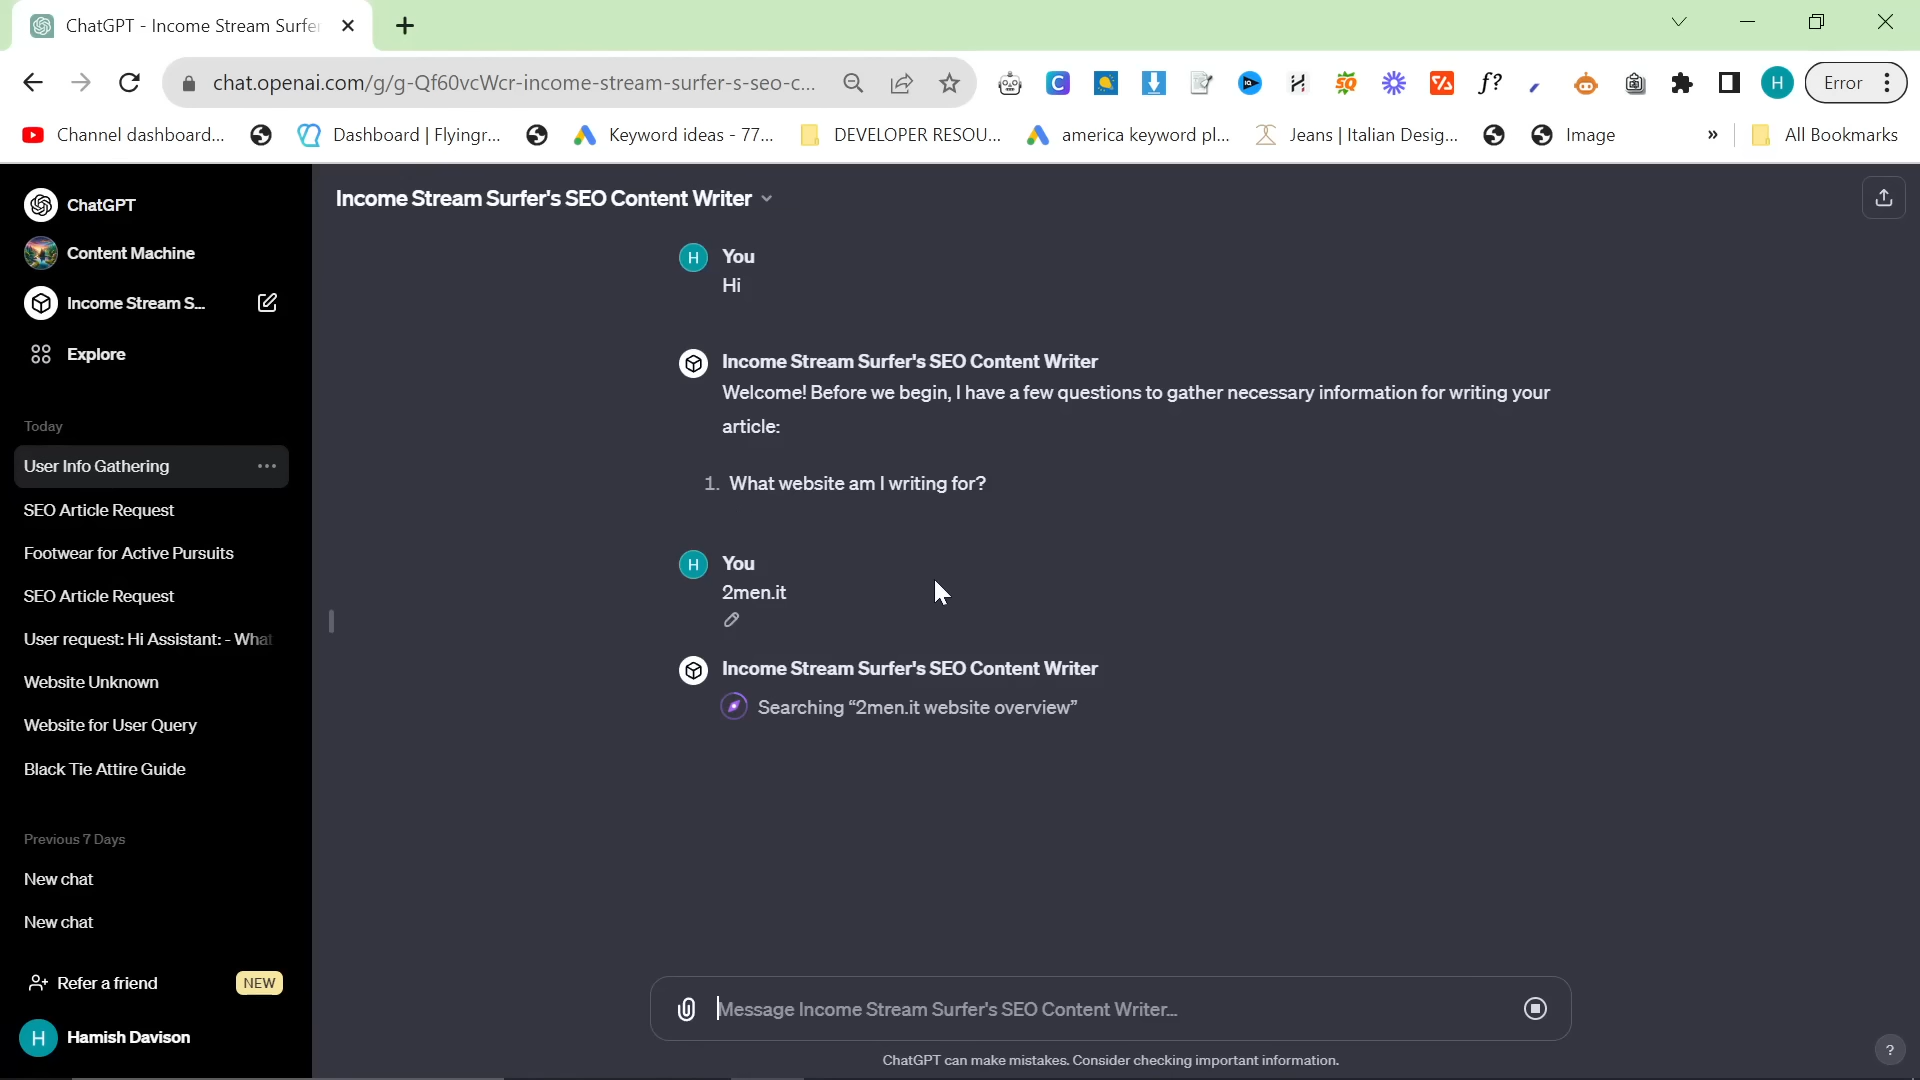 ChatGPT - Income Stream Surfer
chat.openai.com/g/g-Qf60vcWcr-income-stream-surfer-s-seo-c...
H
Error
Channel dashboard...
Dashboard | Flyingr...
Keyword ideas - 77...
DEVELOPER RESOU...
america keyword pl...
Jeans | Italian Desig...
Image
»
All Bookmarks
ChatGPT
Content Machine
Income Stream S...
Explore
Today
User Info Gathering
SEO Article Request
Footwear for Active Pursuits
SEO Article Request
User request: Hi Assistant: - What
Website Unknown
Website for User Query
Black Tie Attire Guide
Previous 7 Days
New chat
New chat
Refer a friend NEW
H Hamish Davison
Income Stream Surfer's SEO Content Writer
H You
Hi
Income Stream Surfer's SEO Content Writer
Welcome! Before we begin, I have a few questions to gather necessary information for writing your
article:
1. What website am I writing for?
H You
2men.it
Income Stream Surfer's SEO Content Writer
Searching “2men.it website overview”
Message Income Stream Surfer's SEO Content Writer...
ChatGPT can make mistakes. Consider checking important information.
?